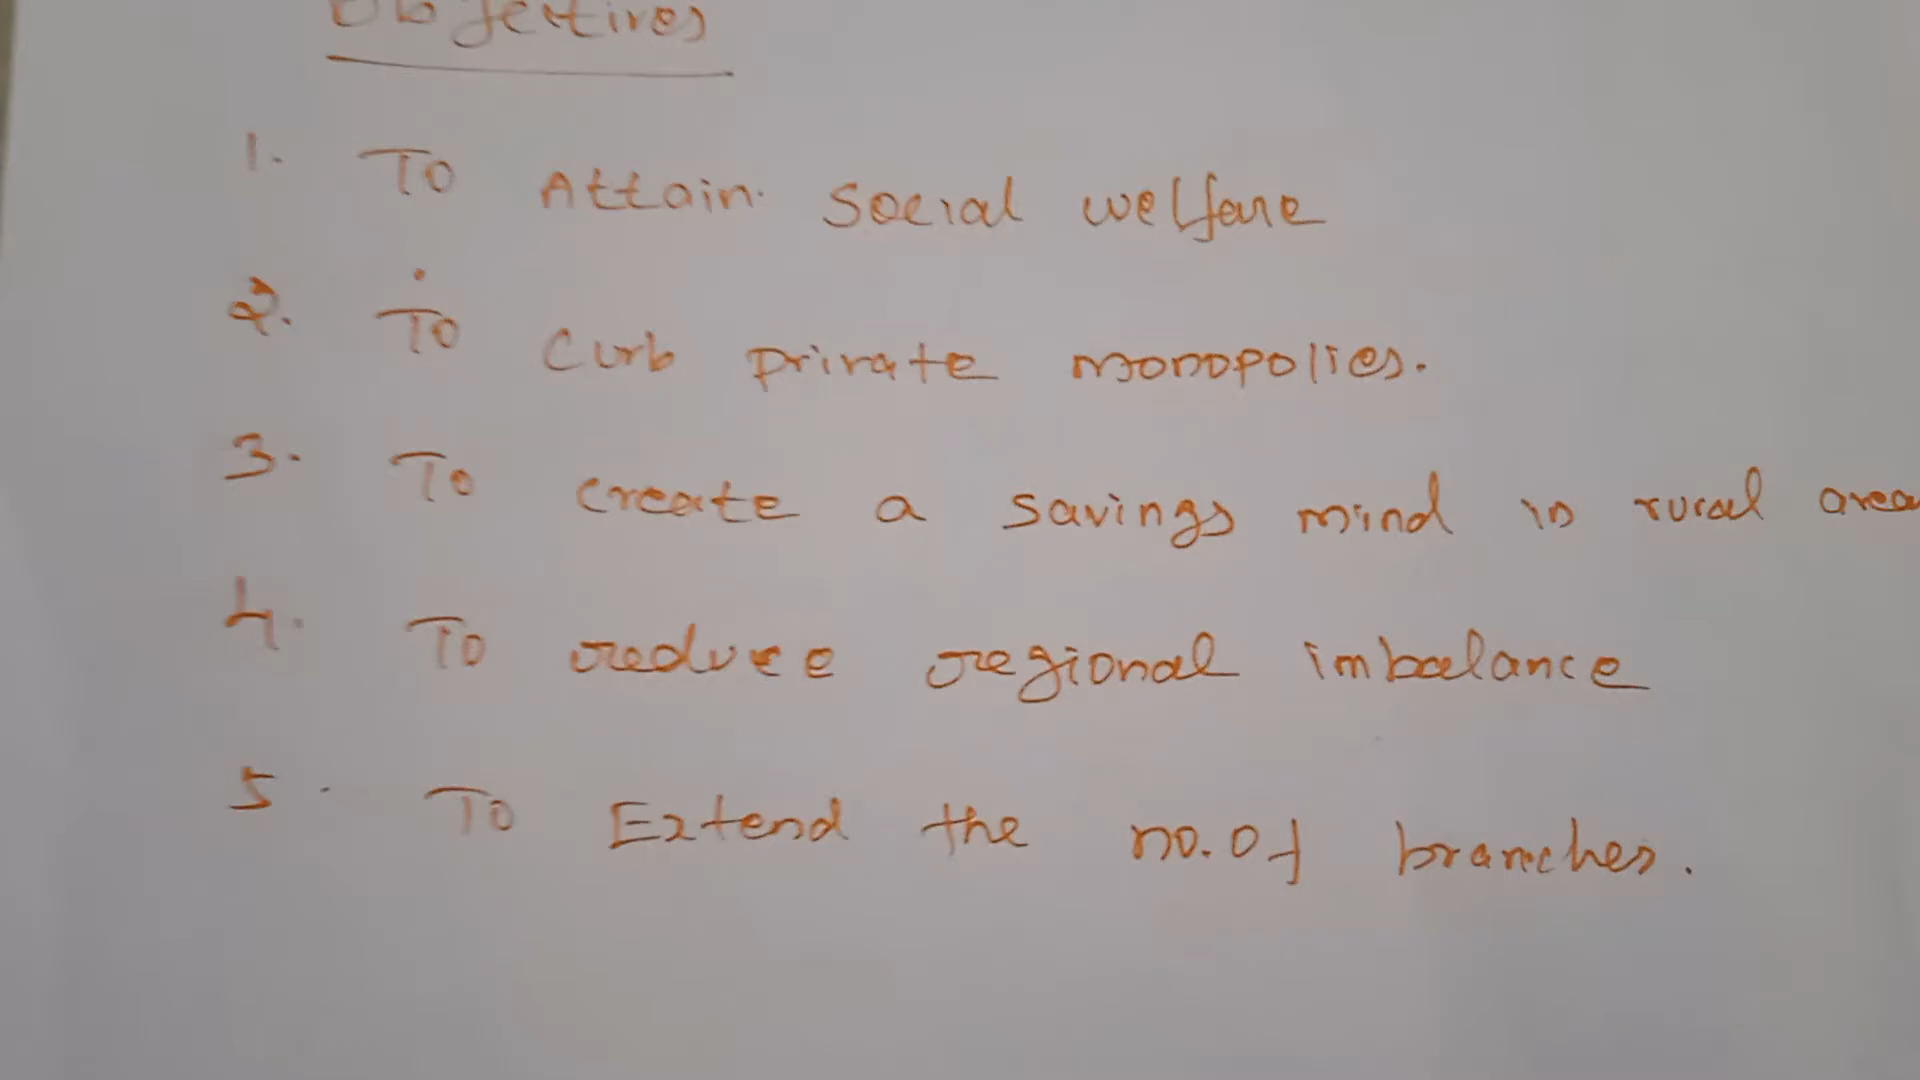 Objectives
1. To Attain Social welfare
2. To Curb private monopolies.
3. To create a savings mind in rural area
4. To reduce regional imbalance
5. To Extend the no. of branches.